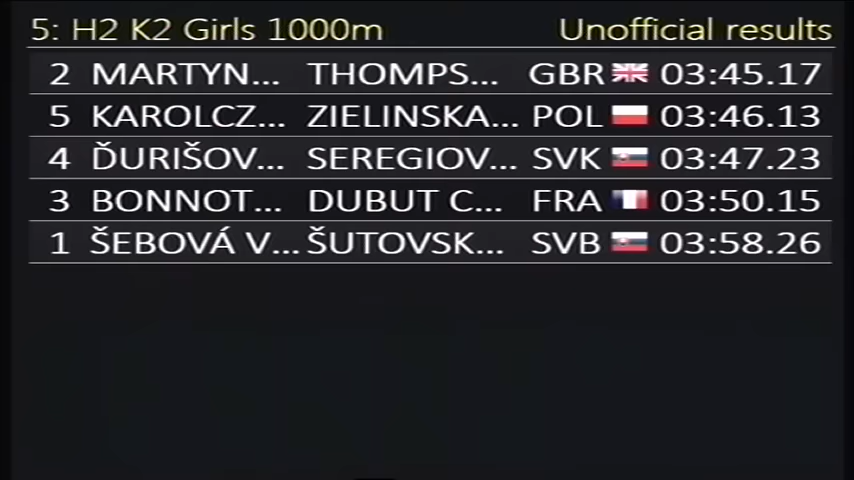 5: H2 K2 Girls 1000m Unofficial results
2 MARTYN... THOMPS... GBR 03:45.17
5 KAROLCZ... ZIELINSKA... POL 03:46.13
4 ĎURIŠOV... SEREGIOV... SVK 03:47.23
3 BONNOT... DUBUT C... FRA 03:50.15
1 ŠEBOVÁ V... ŠUTOVSK... SVB 03:58.26